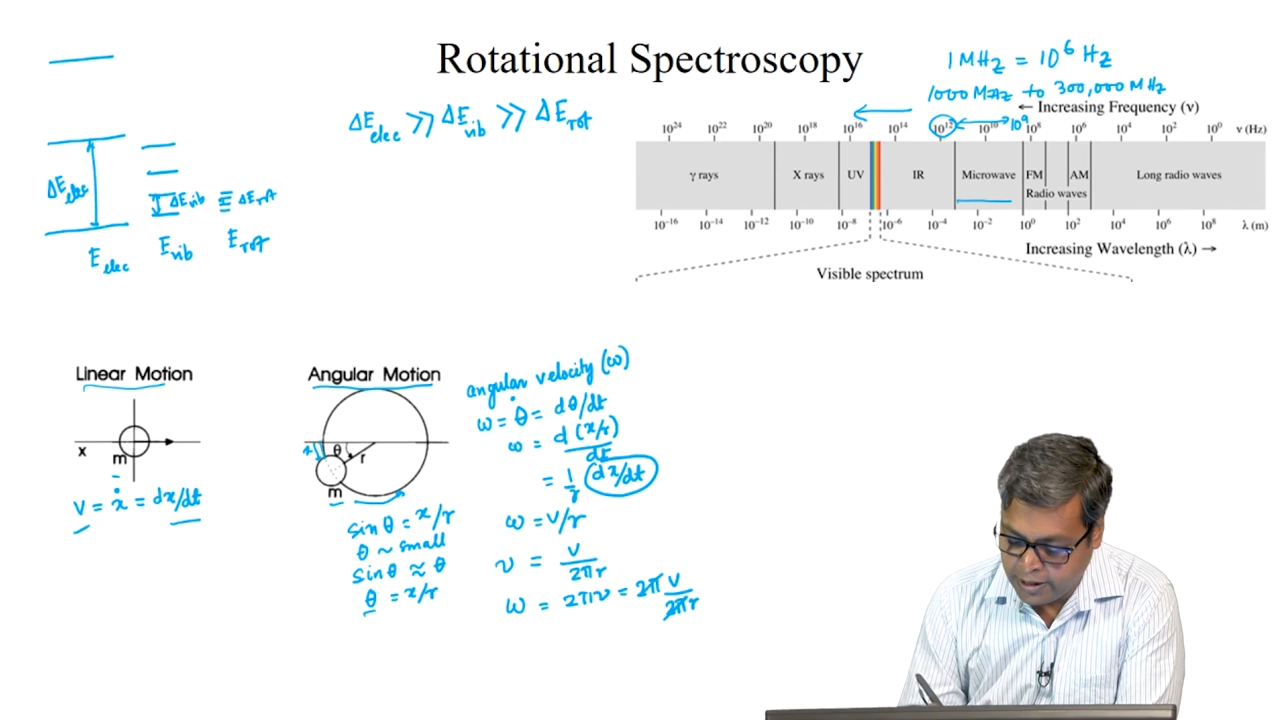 Rotational Spectroscopy
1 MHz = 10⁶ Hz
1000 MHz to 300,000 MHz
ΔE_elec >> ΔE_vib >> ΔE_rot
← Increasing Frequency (ν)
10²⁴ 10²² 10²⁰ 10¹⁸ 10¹⁶ 10¹⁴ 10¹² 10¹⁰ 10⁹ 10⁸ 10⁶ 10⁴ 10² 10⁰ ν (Hz)
γ rays X rays UV IR Microwave FM AM Long radio waves
Radio waves
10⁻¹⁶ 10⁻¹⁴ 10⁻¹² 10⁻¹⁰ 10⁻⁸ 10⁻⁶ 10⁻⁴ 10⁻² 10⁰ 10² 10⁴ 10⁶ 10⁸ λ (m)
Increasing Wavelength (λ) →
Visible spectrum
ΔE_elec ΔE_vib ΔE_rot
E_elec E_vib E_rot
Linear Motion
x
m
v = ẋ = dx/dt
Angular Motion
x θ r
m
sin θ = x/r
θ ~ small
sin θ ≈ θ
θ = x/r
angular velocity (ω)
ω = θ̇ = dθ/dt
ω = d(x/r)/dt
= 1/r dx/dt
ω = v/r
ν = v/2πr
ω = 2πν = 2π v/2πr